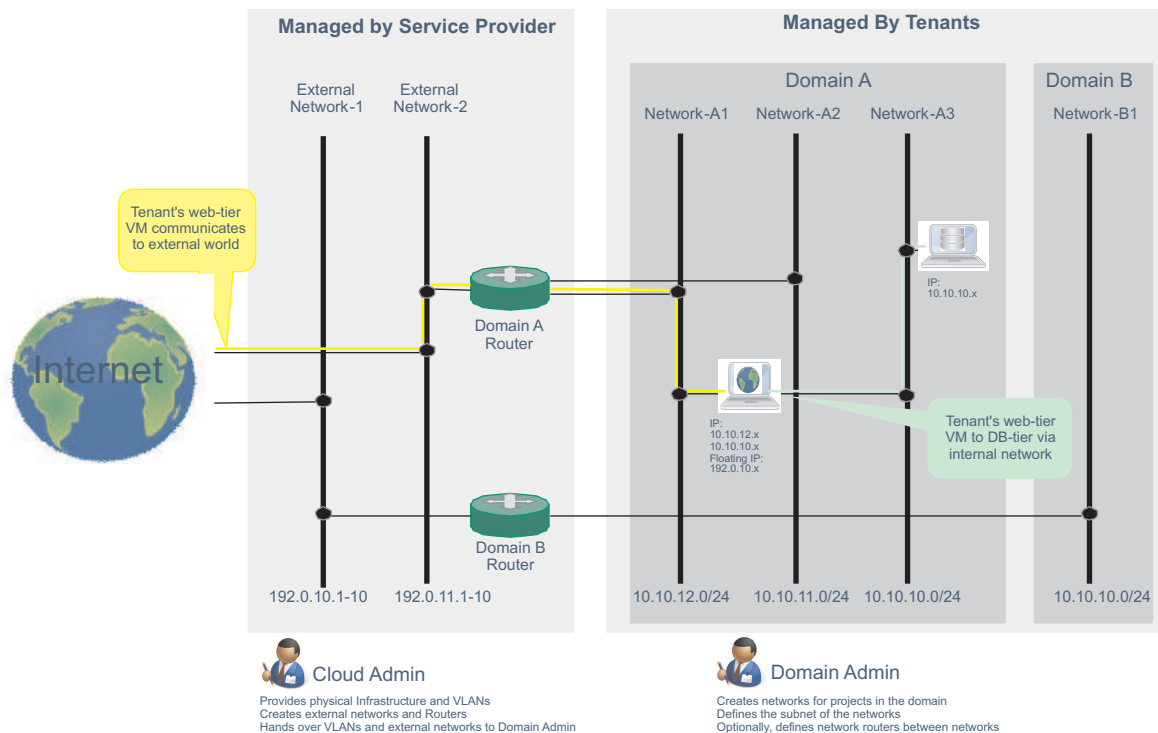 Managed by Service Provider
Managed By Tenants
Domain A
Domain B
External
Network-1
External
Network-2
Network-A1
Network-A2
Network-A3
Network-B1
Tenant's web-tier
VM communicates
to external world
IP:
10.10.10.x
Domain A
Router
Internet
IP:
10.10.12.x
10.10.10.x
Floating IP:
192.0.10.x
Tenant's web-tier
VM to DB-tier via
internal network
Domain B
Router
192.0.10.1-10
192.0.11.1-10
10.10.12.0/24
10.10.11.0/24
10.10.10.0/24
10.10.10.0/24
Cloud Admin
Provides physical Infrastructure and VLANs
Creates external networks and Routers
Hands over VLANs and external networks to Domain Admin
Domain Admin
Creates networks for projects in the domain
Defines the subnet of the networks
Optionally, defines network routers between networks